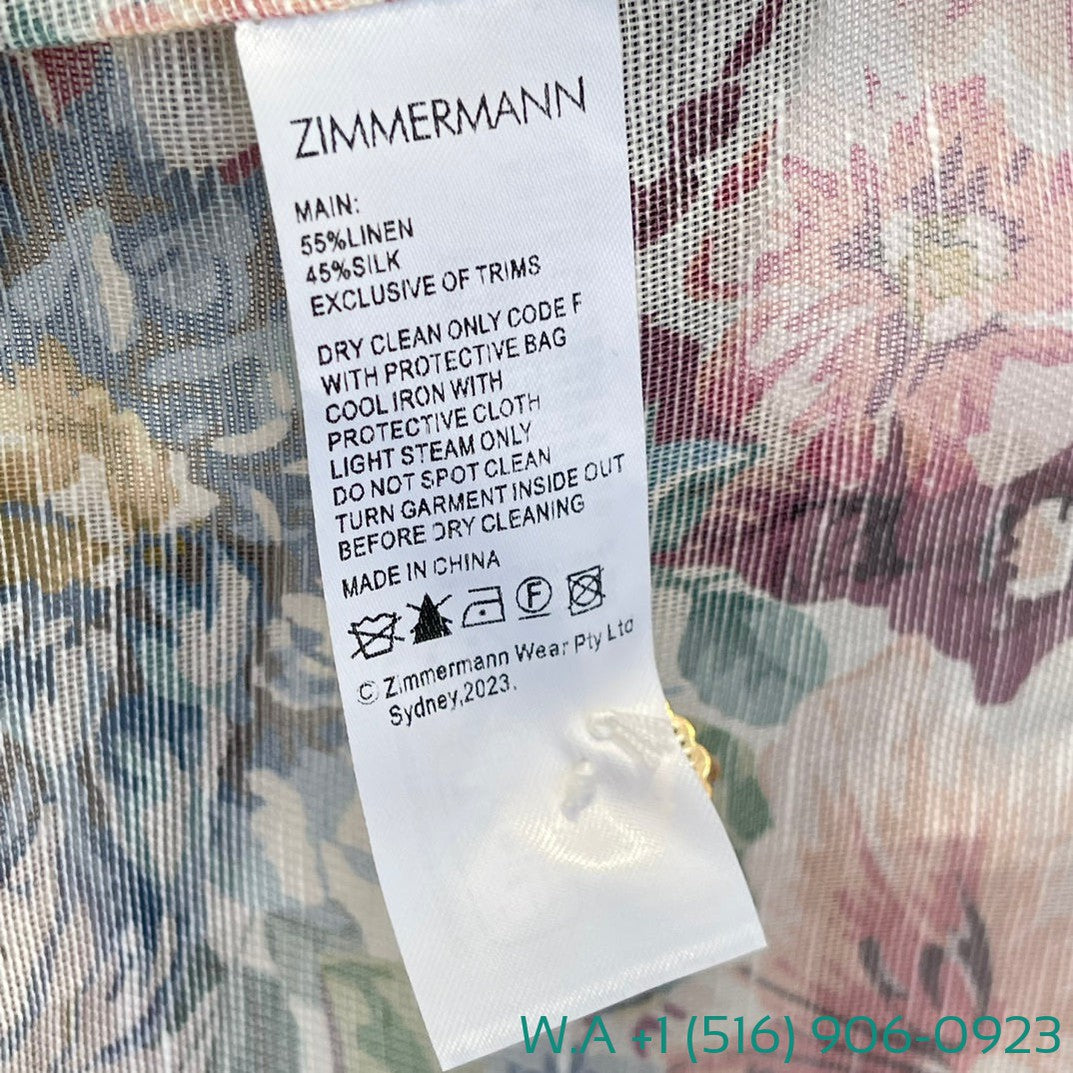 ZIMMERMANN
MAIN:
55%LINEN
45%SILK
EXCLUSIVE OF TRIMS
DRY CLEAN ONLY CODE F
WITH PROTECTIVE BAG
COOL IRON WITH
PROTECTIVE CLOTH
LIGHT STEAM ONLY
DO NOT SPOT CLEAN
TURN GARMENT INSIDE OUT
BEFORE DRY CLEANING
MADE IN CHINA
F
© Zimmermann Wear Pty Ltd
Sydney,2023.
W.A +1 (516) 906-0923